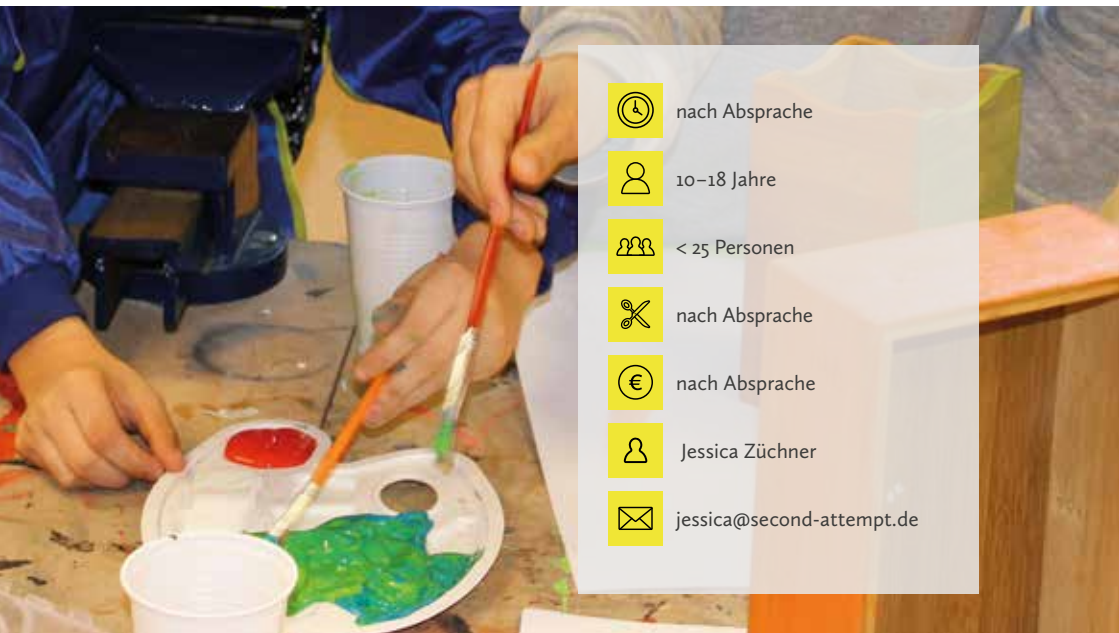 nach Absprache
10–18 Jahre
< 25 Personen
nach Absprache
€ nach Absprache
Jessica Züchner
jessica@second-attempt.de